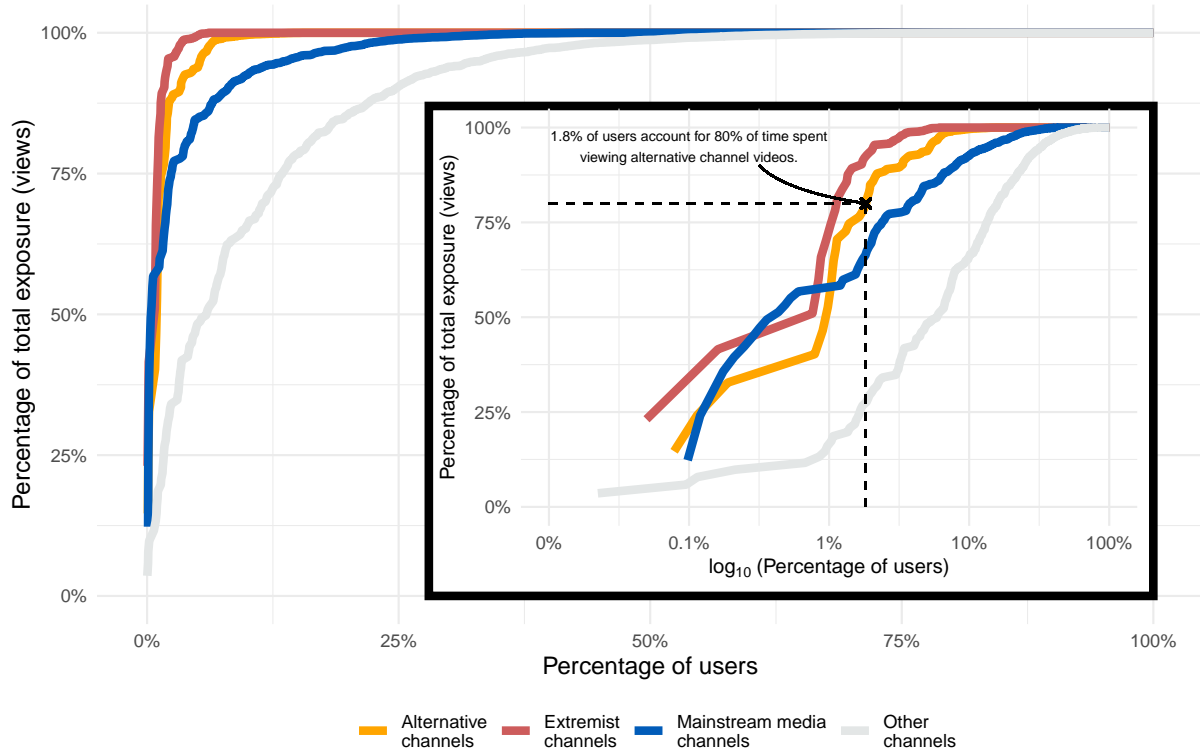 100%
75%
50%
25%
0%
Percentage of total exposure (views)
0%
25%
50%
75%
100%
Percentage of users
1.8% of users account for 80% of time spent
viewing alternative channel videos.
100%
75%
50%
25%
0%
Percentage of total exposure (views)
0%
0.1%
1%
10%
100%
log10 (Percentage of users)
Alternative
channels
Extremist
channels
Mainstream media
channels
Other
channels